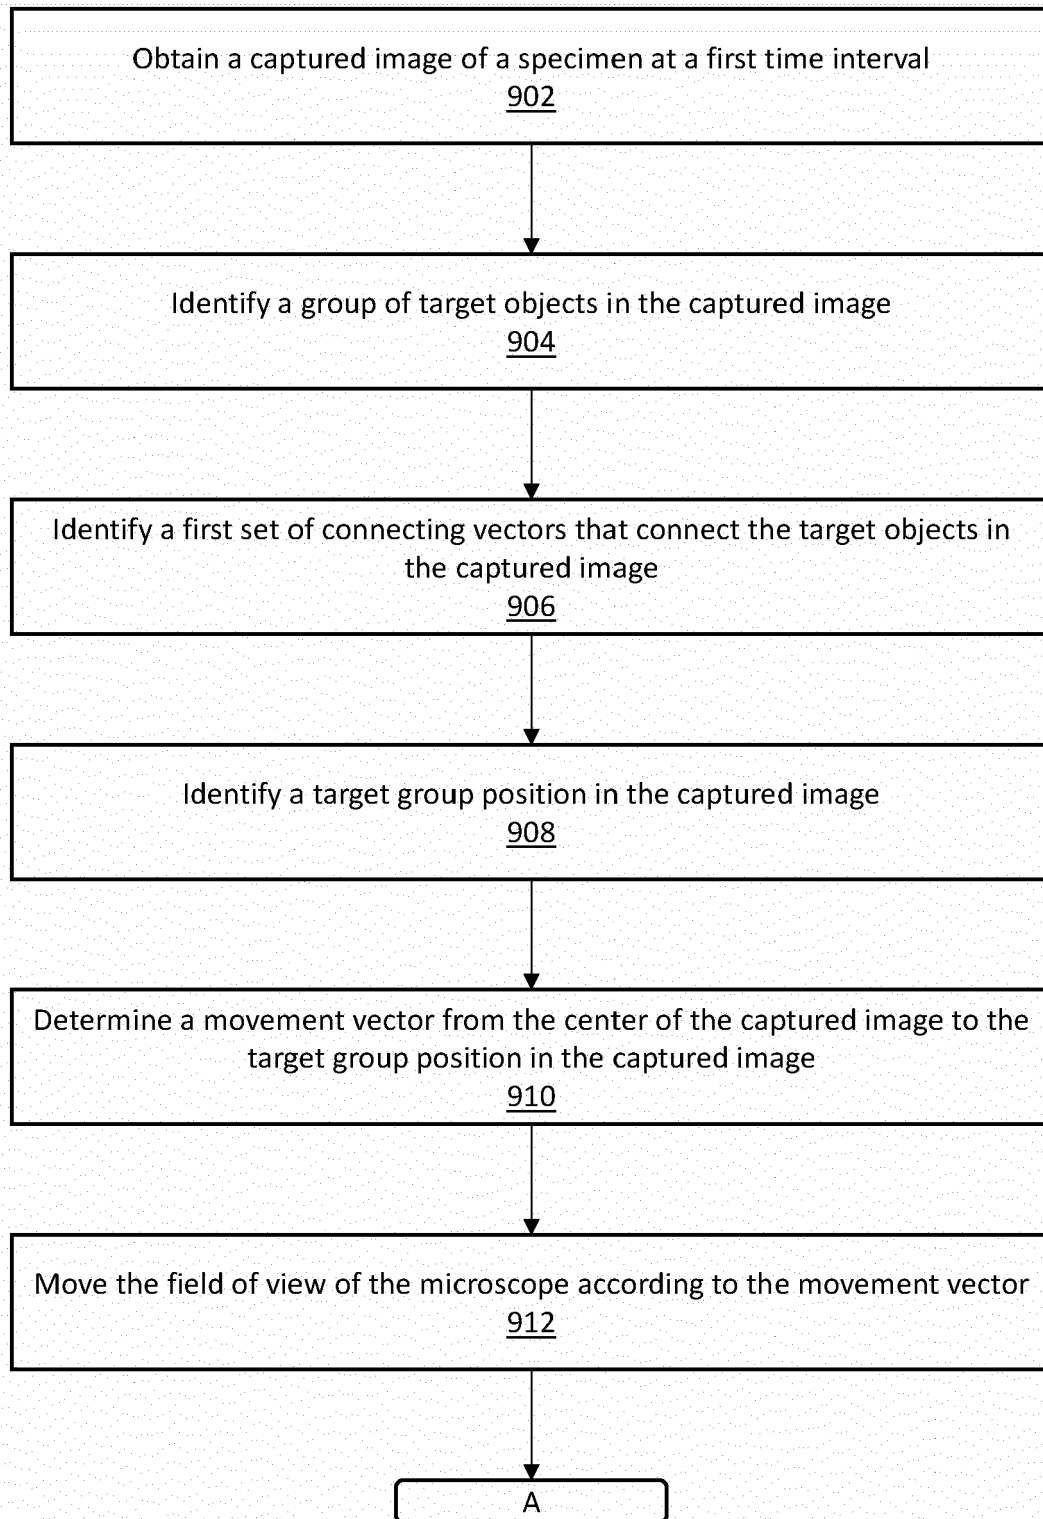 Obtain a captured image of a specimen at a first time interval
902
Identify a group of target objects in the captured image
904
Identify a first set of connecting vectors that connect the target objects in
the captured image
906
Identify a target group position in the captured image
908
Determine a movement vector from the center of the captured image to the
target group position in the captured image
910
Move the field of view of the microscope according to the movement vector
912
A